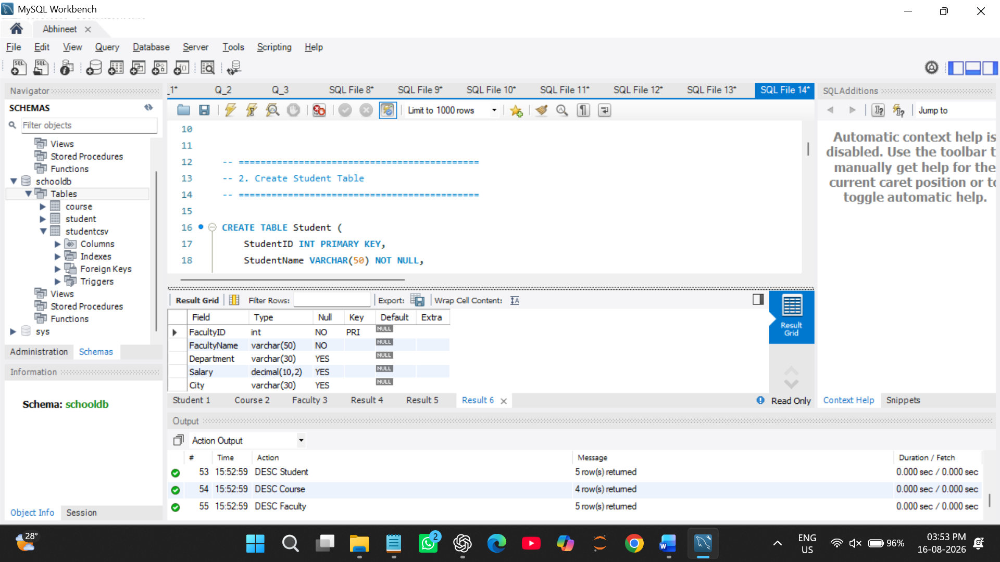 MySQL Workbench
Abhineet
File Edit View Query Database Server Tools Scripting Help
Navigator
SCHEMAS
Filter objects
Views
Stored Procedures
Functions
schooldb
Tables
course
student
studentcsv
Columns
Indexes
Foreign Keys
Triggers
Views
Stored Procedures
Functions
sys
Administration Schemas
Information
Schema: schooldb
Object Info Session
_1* Q_2 Q_3 SQL File 8* SQL File 9* SQL File 10* SQL File 11* SQL File 12* SQL File 13* SQL File 14*
Limit to 1000 rows
10
11
12 -- ============================================
13 -- 2. Create Student Table
14 -- ============================================
15
16 CREATE TABLE Student (
17 StudentID INT PRIMARY KEY,
18 StudentName VARCHAR(50) NOT NULL,
Result Grid Filter Rows: Export: Wrap Cell Content:
Field Type Null Key Default Extra
FacultyID int NO PRI NULL
FacultyName varchar(50) NO NULL
Department varchar(30) YES NULL
Salary decimal(10,2) YES NULL
City varchar(30) YES NULL
Result
Grid
Student 1 Course 2 Faculty 3 Result 4 Result 5 Result 6 Read Only
Output
Action Output
# Time Action Message Duration / Fetch
53 15:52:59 DESC Student 5 row(s) returned 0.000 sec / 0.000 sec
54 15:52:59 DESC Course 4 row(s) returned 0.000 sec / 0.000 sec
55 15:52:59 DESC Faculty 5 row(s) returned 0.000 sec / 0.000 sec
SQLAdditions
Jump to
Automatic context help is
disabled. Use the toolbar t
manually get help for the
current caret position or to
toggle automatic help.
Context Help Snippets
28°
2
ENG
US
96%
03:53 PM
16-08-2026